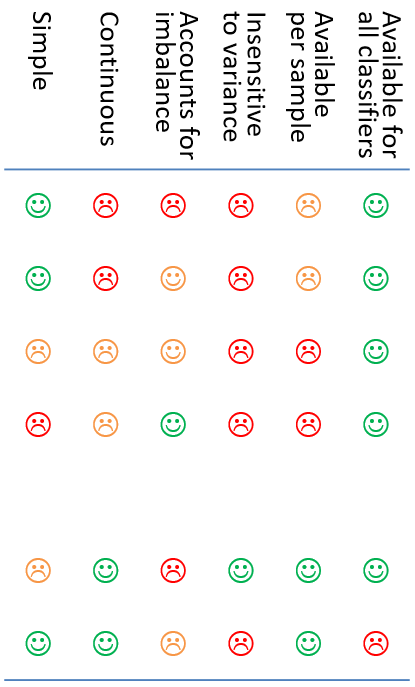 Simple
Continuous
Accounts for
imbalance
Insensitive
to variance
Available
per sample
Available for
all classifiers